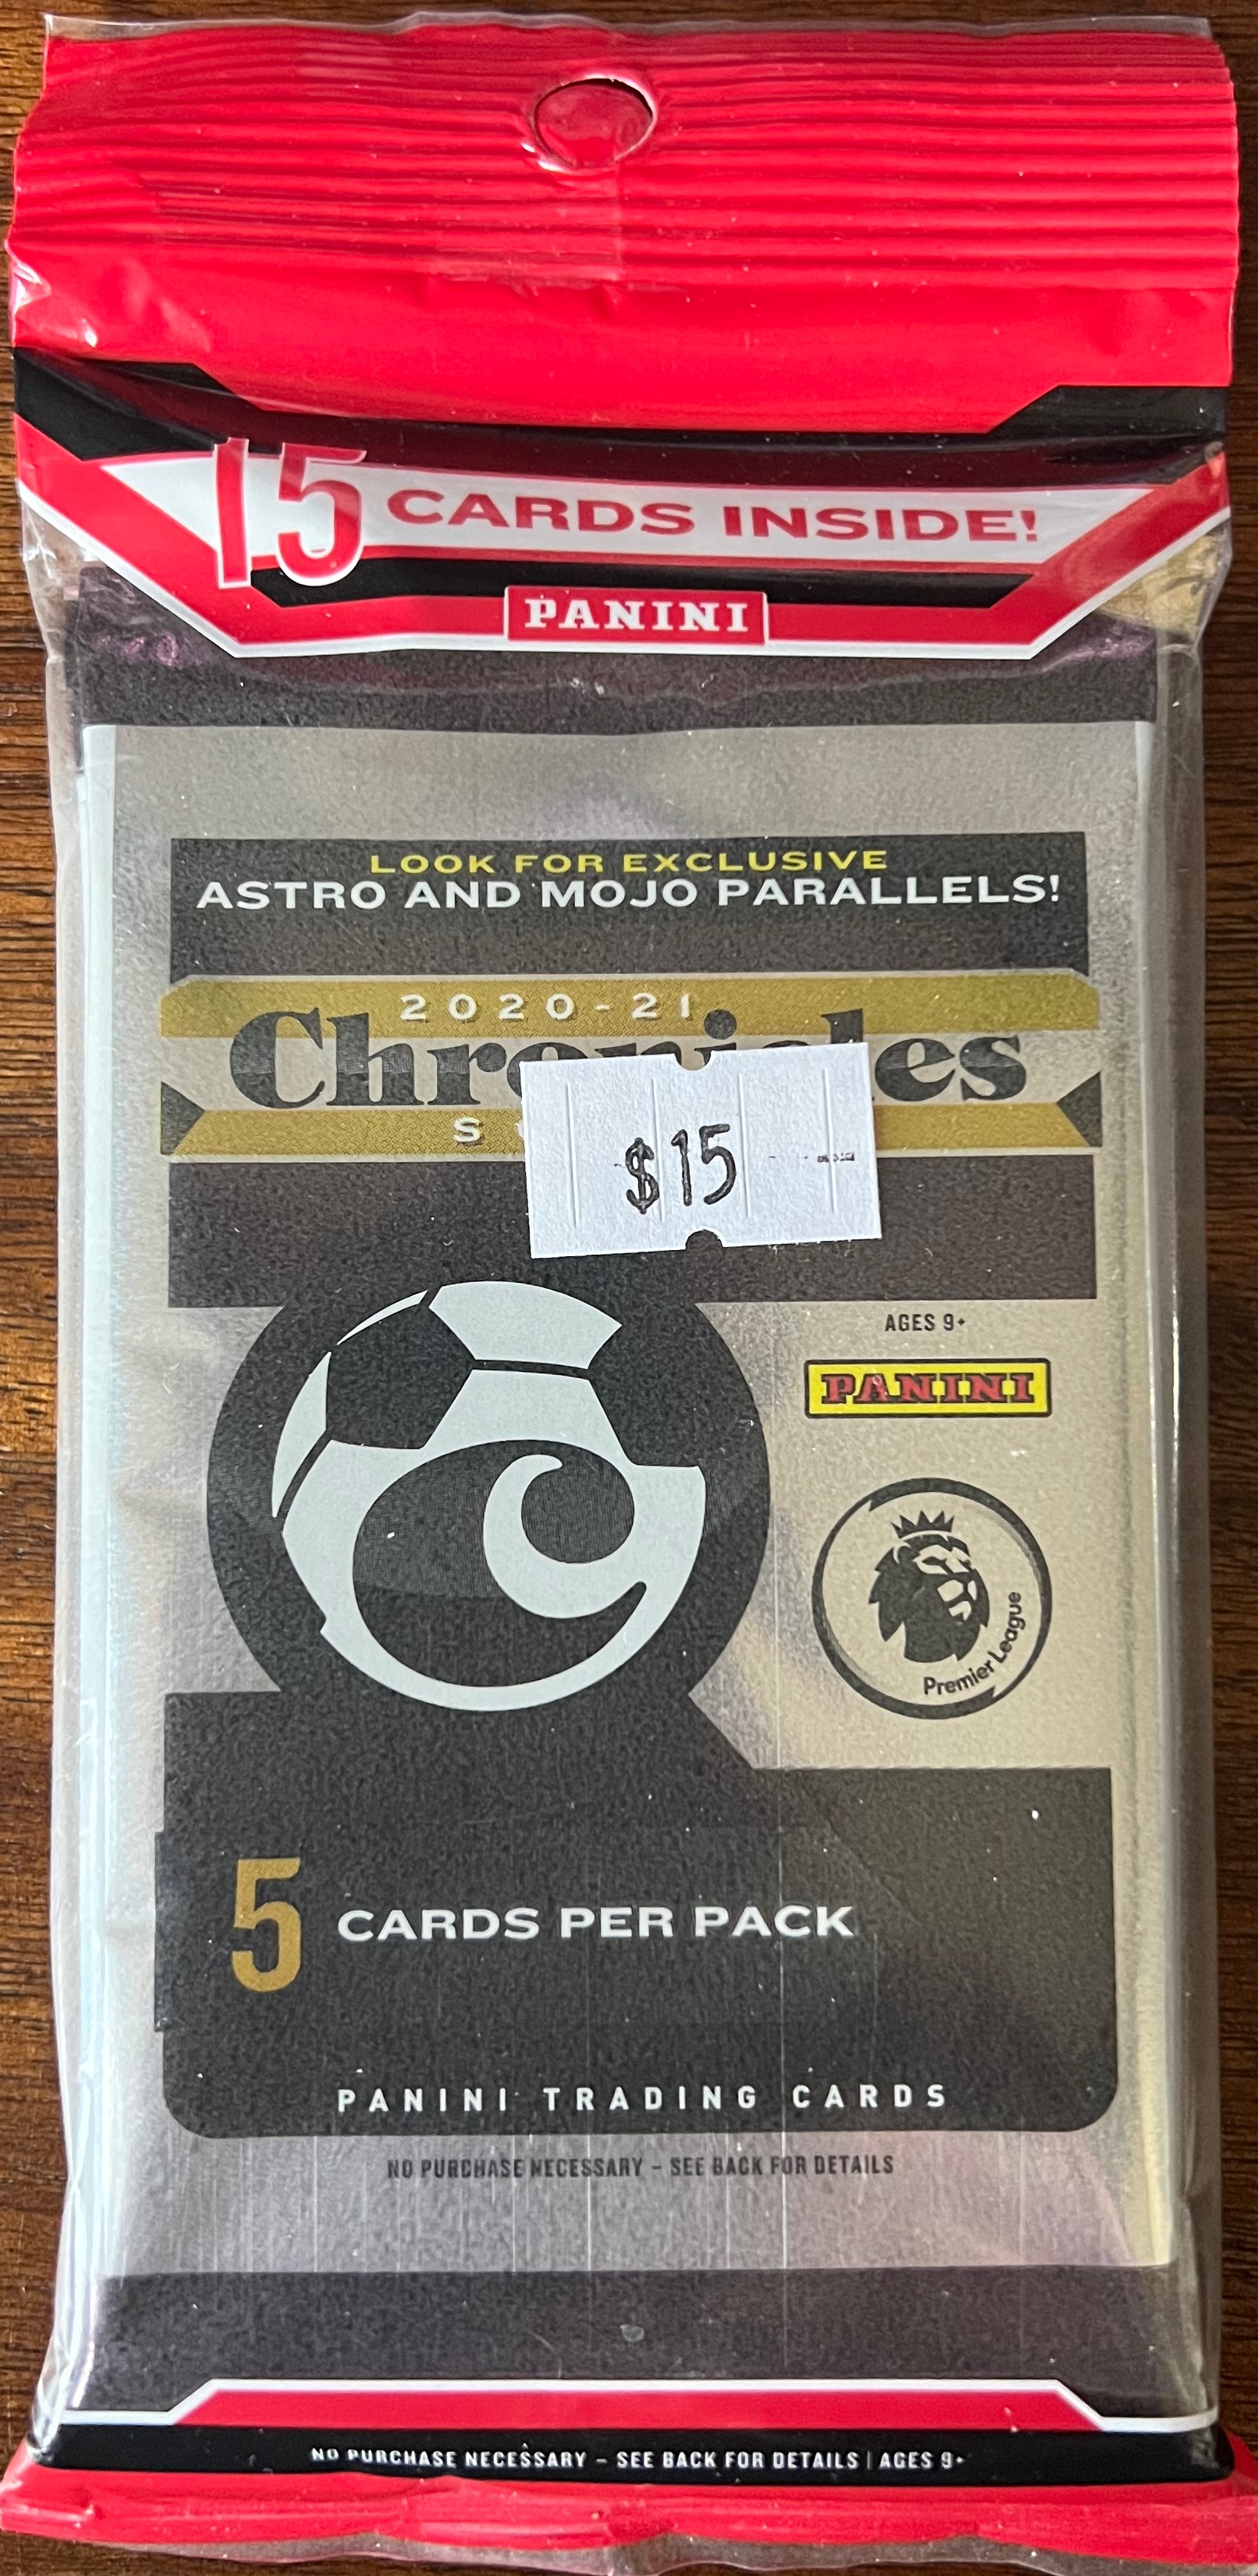 15 CARDS INSIDE!
PANINI
LOOK FOR EXCLUSIVE
ASTRO AND MOJO PARALLELS!
2020-21
$15
AGES 9+
PANINI
Premier League
5 CARDS PER PACK
PANINI TRADING CARDS
NO PURCHASE NECESSARY – SEE BACK FOR DETAILS
NO PURCHASE NECESSARY – SEE BACK FOR DETAILS | AGES 9+